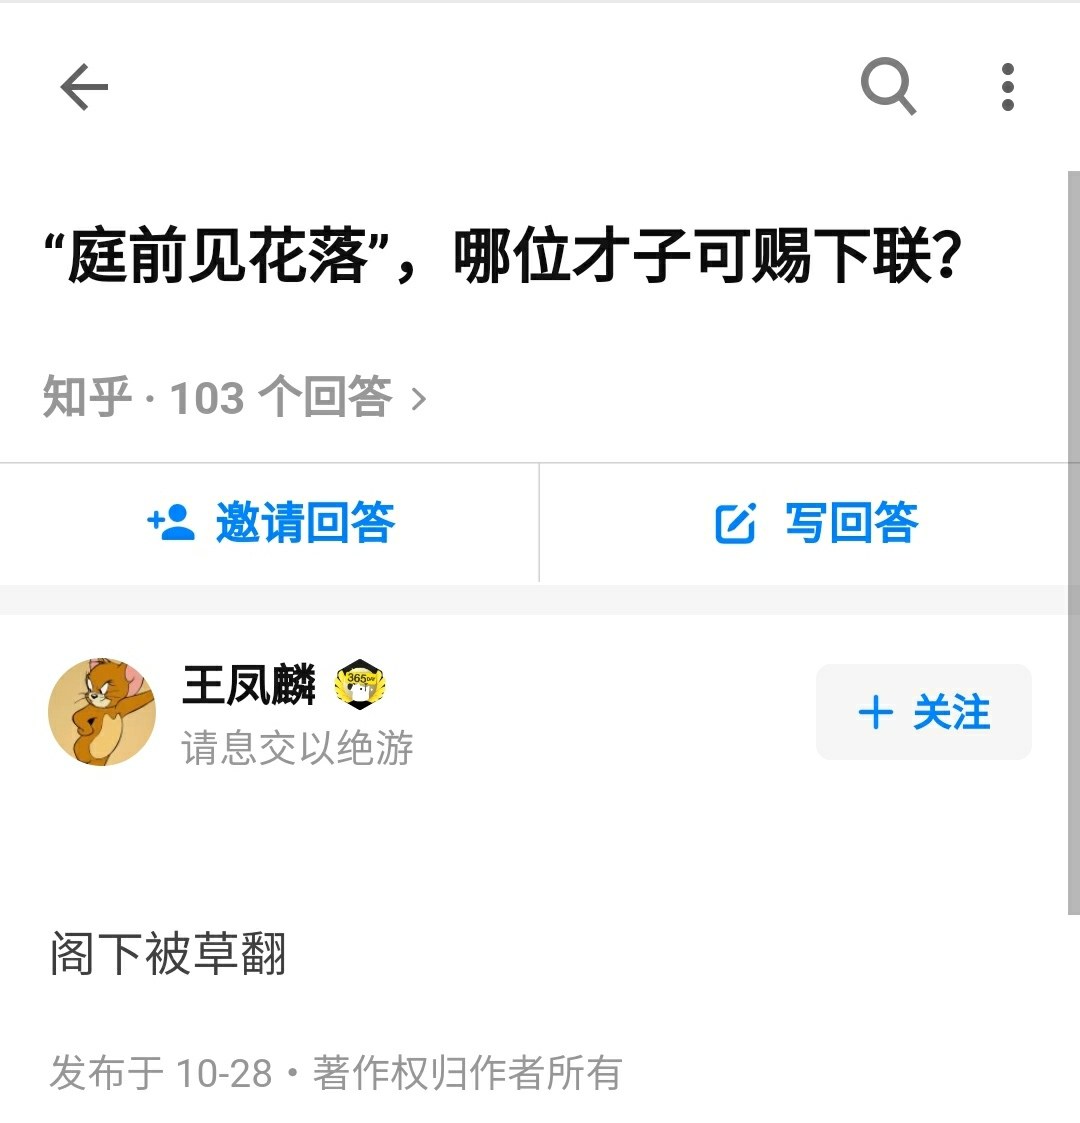 “庭前见花落”，哪位才子可赐下联？
知乎 · 103 个回答
邀请回答
写回答
王凤麟
365DAY
请息交以绝游
关注
阁下被草翻
发布于 10-28 · 著作权归作者所有